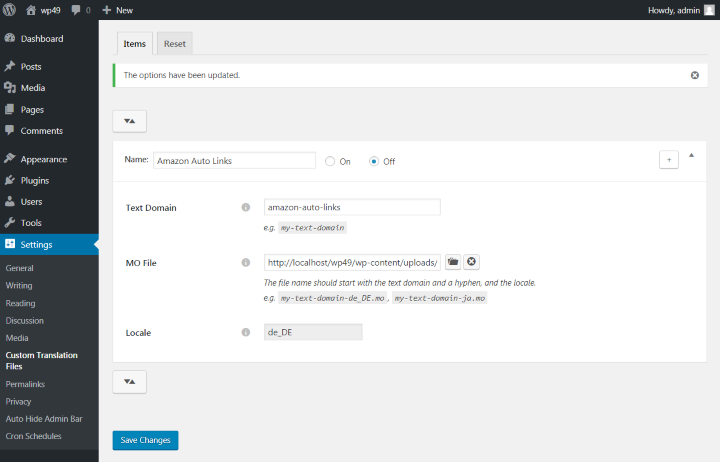 wp49 0 New Howdy, admin
Dashboard
Posts
Media
Pages
Comments
Appearance
Plugins
Users
Tools
Settings
General
Writing
Reading
Discussion
Media
Custom Translation
Files
Permalinks
Privacy
Auto Hide Admin Bar
Cron Schedules
Items Reset
The options have been updated.
Name: Amazon Auto Links On Off +
Text Domain amazon-auto-links
e.g. my-text-domain
MO File http://localhost/wp49/wp-content/uploads/
The file name should start with the text domain and a hyphen, and the locale.
e.g. my-text-domain-de_DE.mo , my-text-domain-ja.mo
Locale de_DE
Save Changes